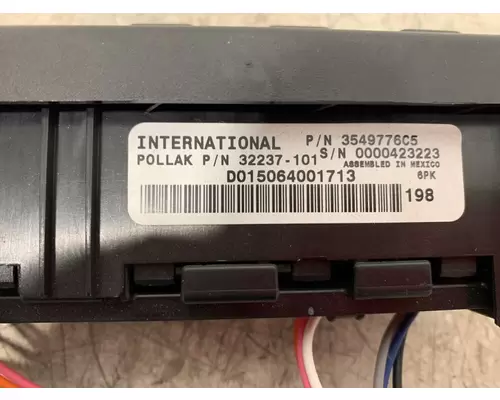 INTERNATIONAL P/N 3549776C5
POLLAK P/N 32237-101 S/N 0000423223
ASSEMBLED IN MEXICO
D015064001713 6PK
198